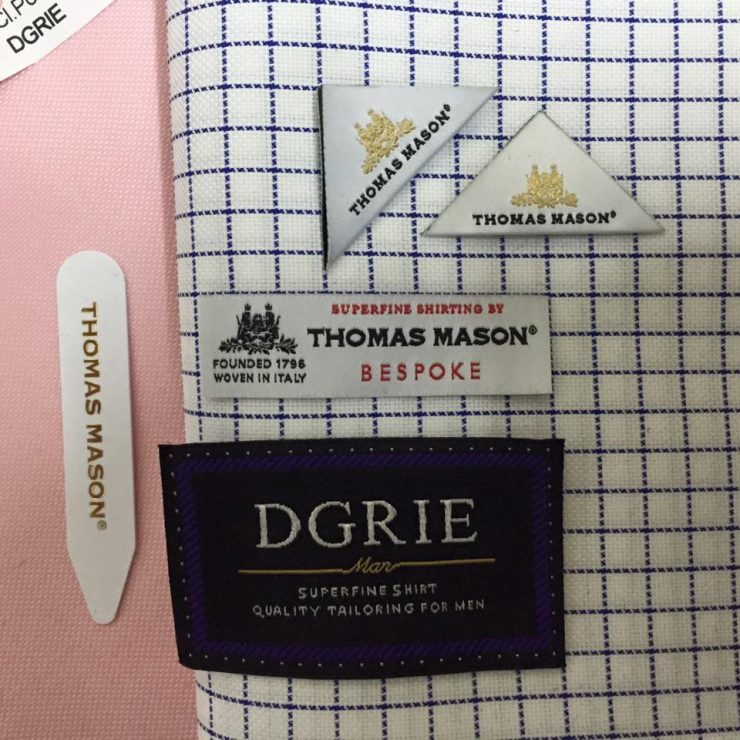 DGRIE
THOMAS MASON®
THOMAS MASON®
SUPERFINE SHIRTING BY
THOMAS MASON®
BESPOKE
FOUNDED 1796
WOVEN IN ITALY
THOMAS MASON®
DGRIE
Man
SUPERFINE SHIRT
QUALITY TAILORING FOR MEN